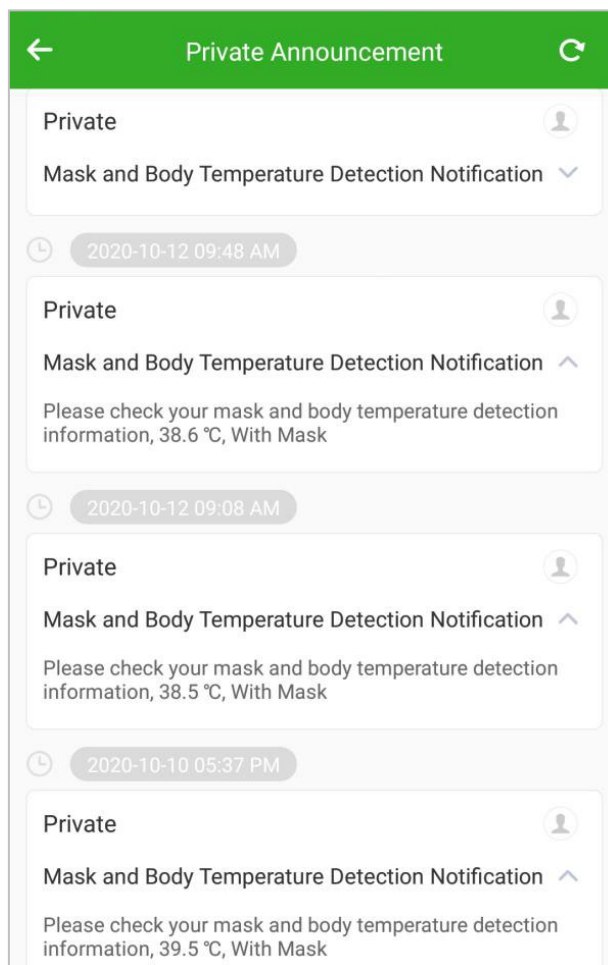 Private Announcement
Private
Mask and Body Temperature Detection Notification
2020-10-12 09:48 AM
Private
Mask and Body Temperature Detection Notification
Please check your mask and body temperature detection
information, 38.6 ℃, With Mask
2020-10-12 09:08 AM
Private
Mask and Body Temperature Detection Notification
Please check your mask and body temperature detection
information, 38.5 ℃, With Mask
2020-10-10 05:37 PM
Private
Mask and Body Temperature Detection Notification
Please check your mask and body temperature detection
information, 39.5 ℃, With Mask